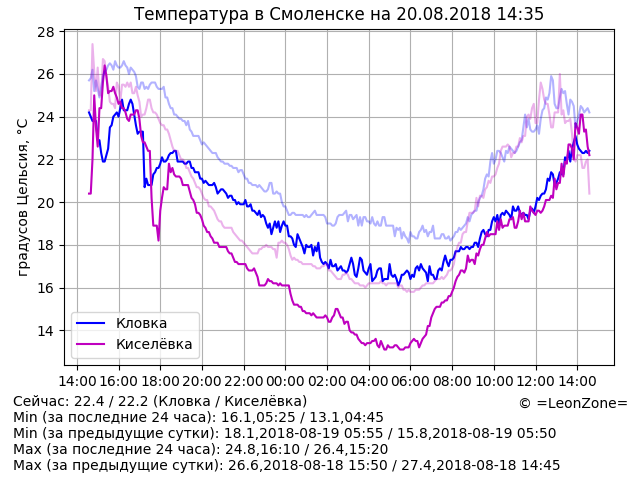 Температура в Смоленске на 20.08.2018 14:35
градусов Цельсия, °C
28
26
24
22
20
18
16
14
Кловка
Киселёвка
14:00 16:00 18:00 20:00 22:00 00:00 02:00 04:00 06:00 08:00 10:00 12:00 14:00
Сейчас: 22.4 / 22.2 (Кловка / Киселёвка)
© =LeonZone=
Min (за последние 24 часа): 16.1,05:25 / 13.1,04:45
Min (за предыдущие сутки): 18.1,2018-08-19 05:55 / 15.8,2018-08-19 05:50
Max (за последние 24 часа): 24.8,16:10 / 26.4,15:20
Max (за предыдущие сутки): 26.6,2018-08-18 15:50 / 27.4,2018-08-18 14:45